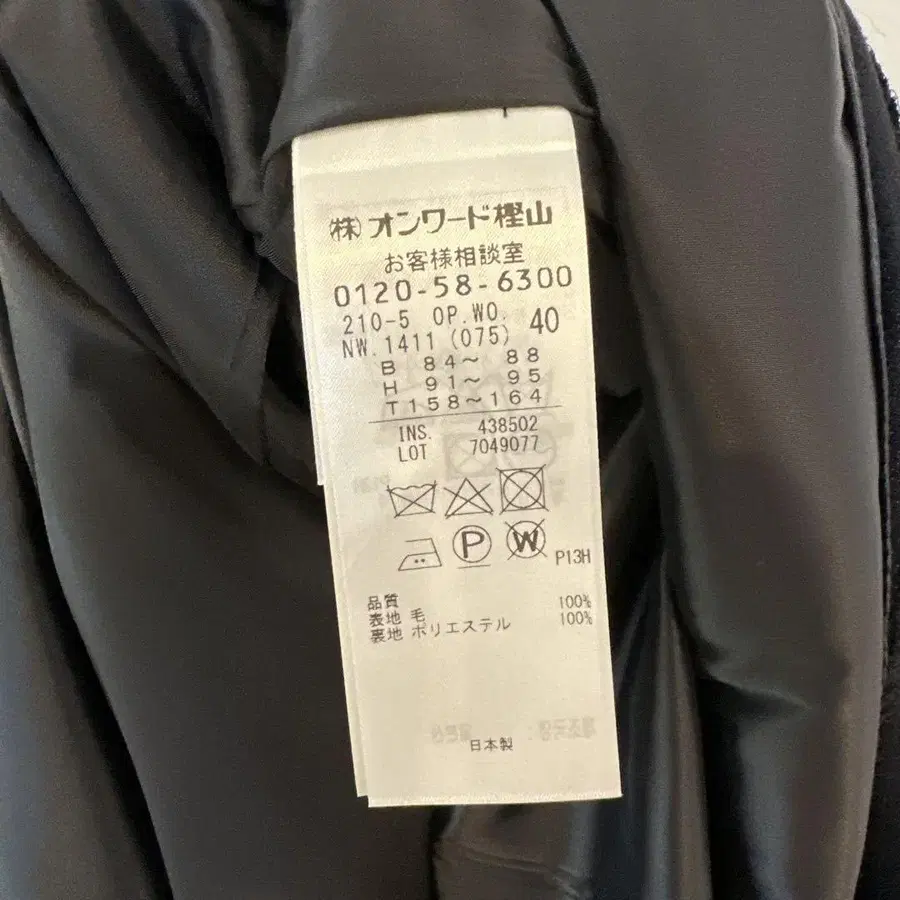 ㈱オンワード樫山
お客様相談室
0120-58-6300
210-5 OP.WO. 40
NW.1411(075)
B 84～ 88
H 91～ 95
T158～164
INS. 438502
LOT 7049077
P
W
P13H
品質
表地 毛 100%
裏地 ポリエステル 100%
日本製